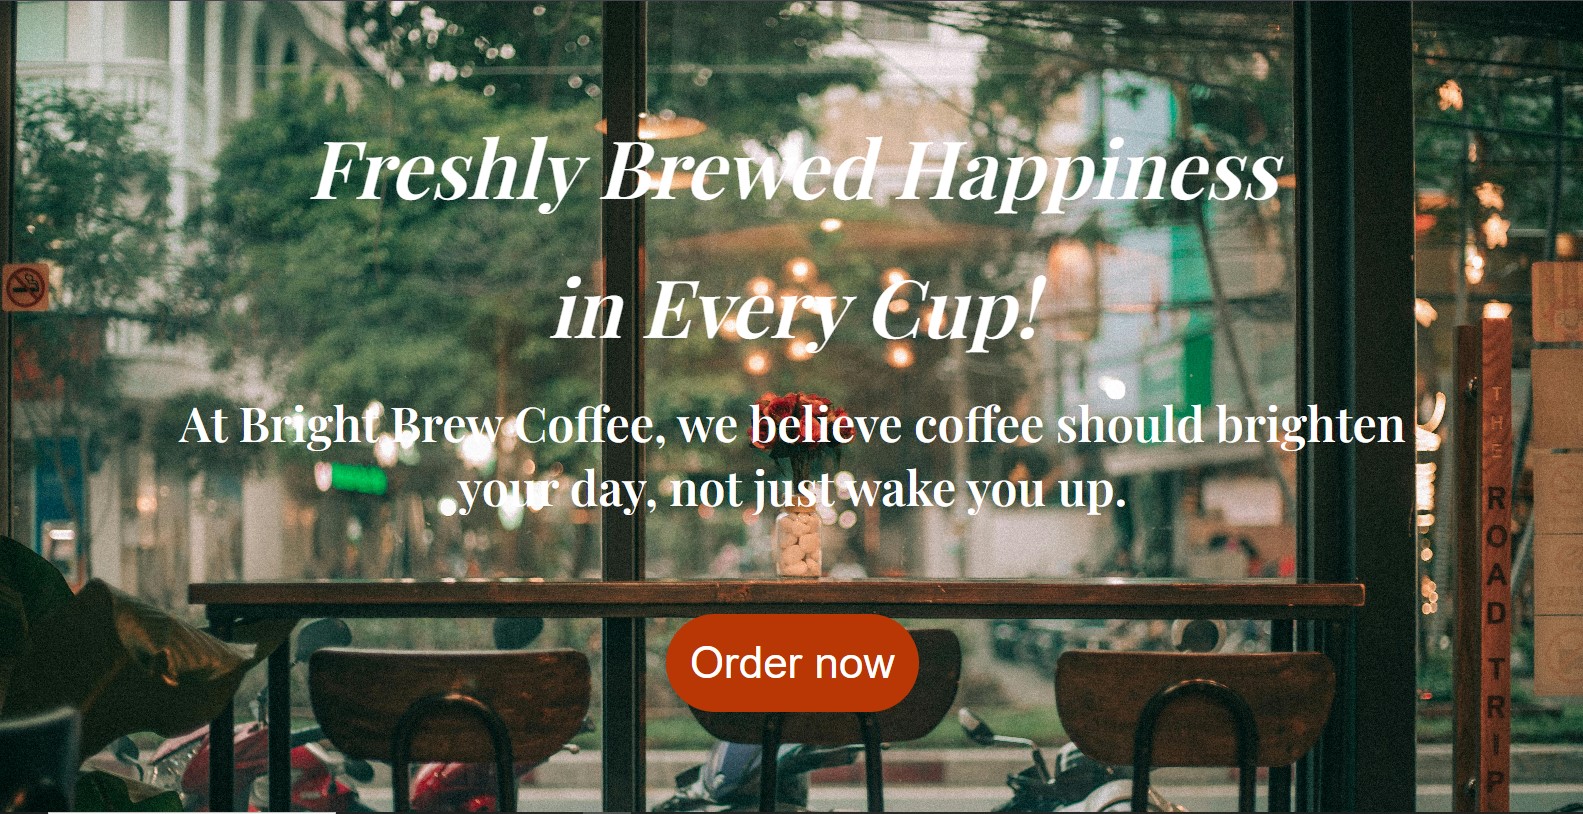 Freshly Brewed Happiness
in Every Cup!
At Bright Brew Coffee, we believe coffee should brighten
your day, not just wake you up.
Order now
THE ROAD TRIP